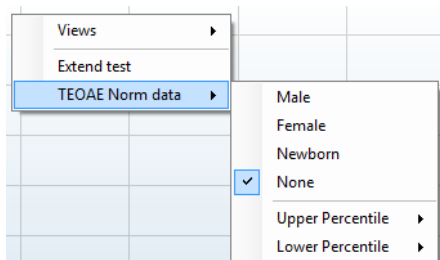 Views
Extend test
TEOAE Norm data
Male
Female
Newborn
None
Upper Percentile
Lower Percentile